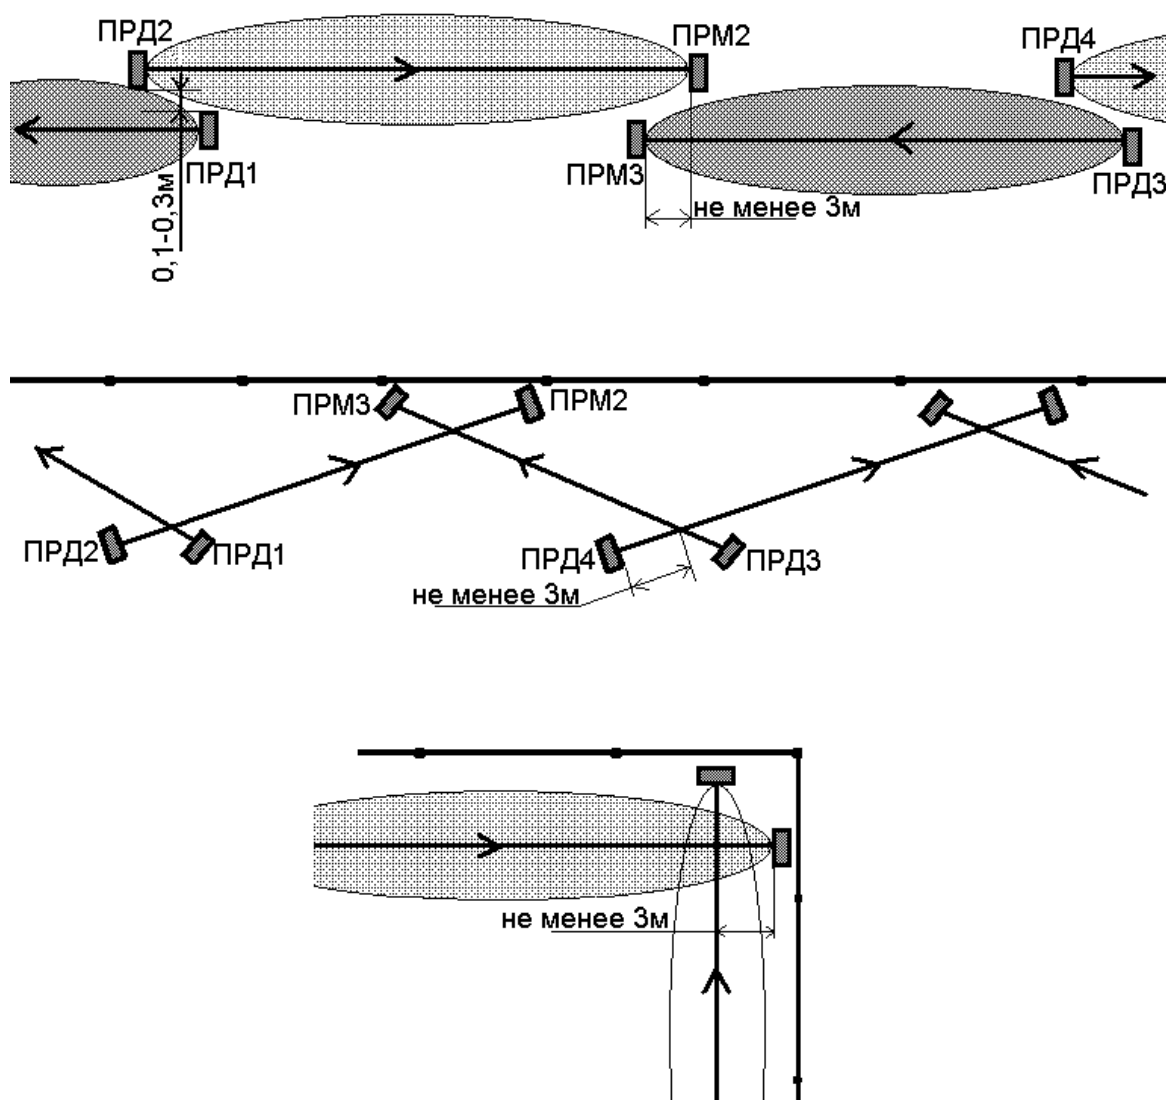 ПРД2
ПРМ2
ПРД4
ПРД1
ПРМ3
ПРД3
не менее 3м
0,1-0,3м
ПРМ3
ПРМ2
ПРД2
ПРД1
ПРД4
ПРД3
не менее 3м
не менее 3м